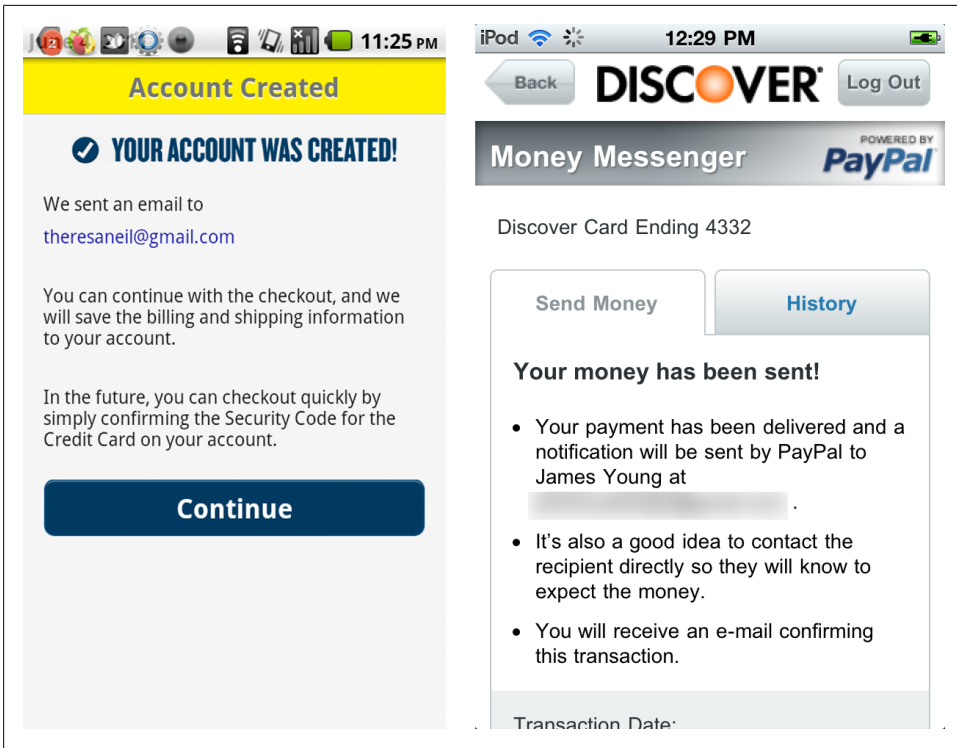 11:25 PM
Account Created
YOUR ACCOUNT WAS CREATED!
We sent an email to
theresaneil@gmail.com
You can continue with the checkout, and we
will save the billing and shipping information
to your account.
In the future, you can checkout quickly by
simply confirming the Security Code for the
Credit Card on your account.
Continue
iPod 12:29 PM
Back DISCOVER Log Out
Money Messenger POWERED BY
PayPal
Discover Card Ending 4332
Send Money History
Your money has been sent!
• Your payment has been delivered and a
notification will be sent by PayPal to
James Young at
.
• It's also a good idea to contact the
recipient directly so they will know to
expect the money.
• You will receive an e-mail confirming
this transaction.
Transaction Date: